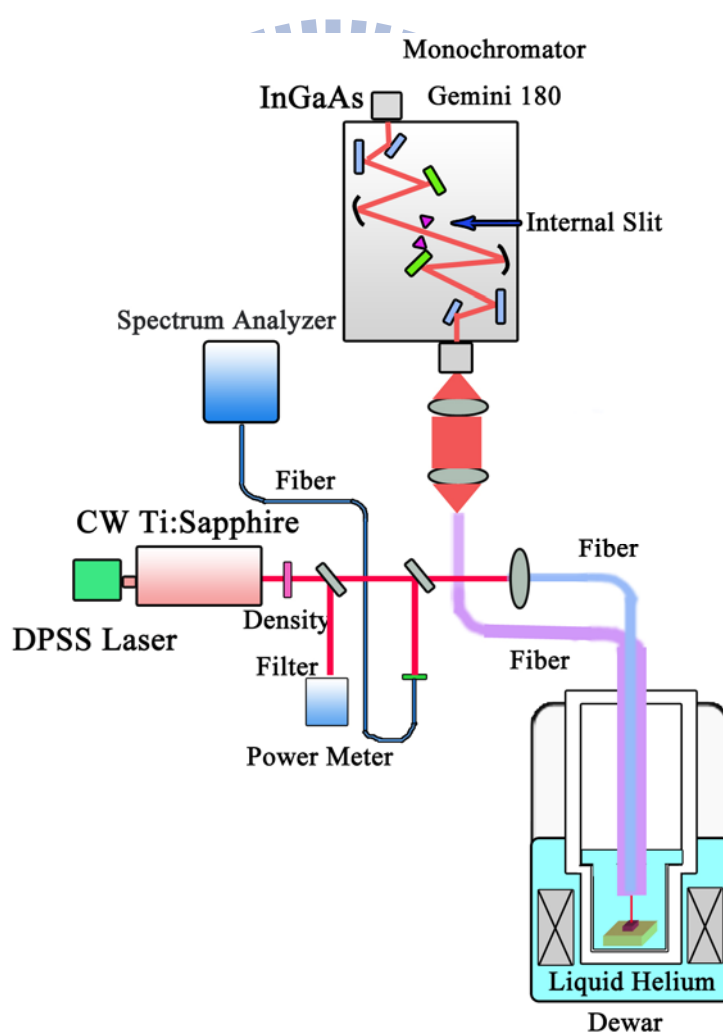 Monochromator
InGaAs
Gemini 180
Internal Slit
Spectrum Analyzer
Fiber
CW Ti:Sapphire
Fiber
DPSS Laser
Density
Filter
Fiber
Power Meter
Liquid Helium
Dewar